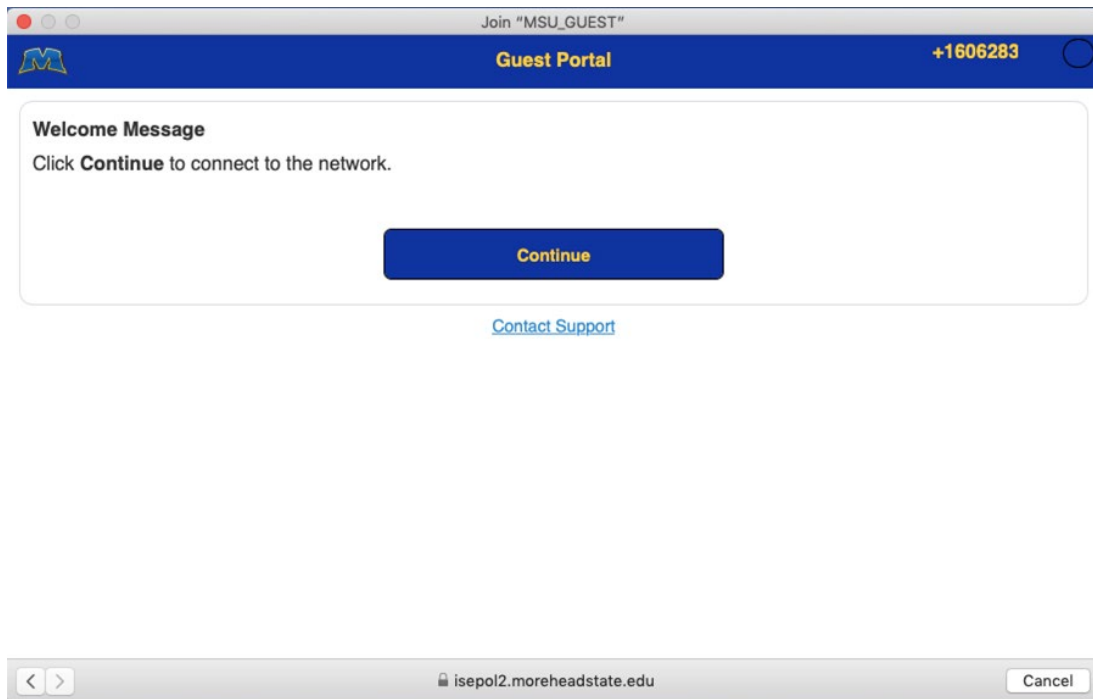 Join “MSU_GUEST”
M
Guest Portal
+1606283
Welcome Message
Click Continue to connect to the network.
Continue
Contact Support
< >
isepol2.moreheadstate.edu
Cancel